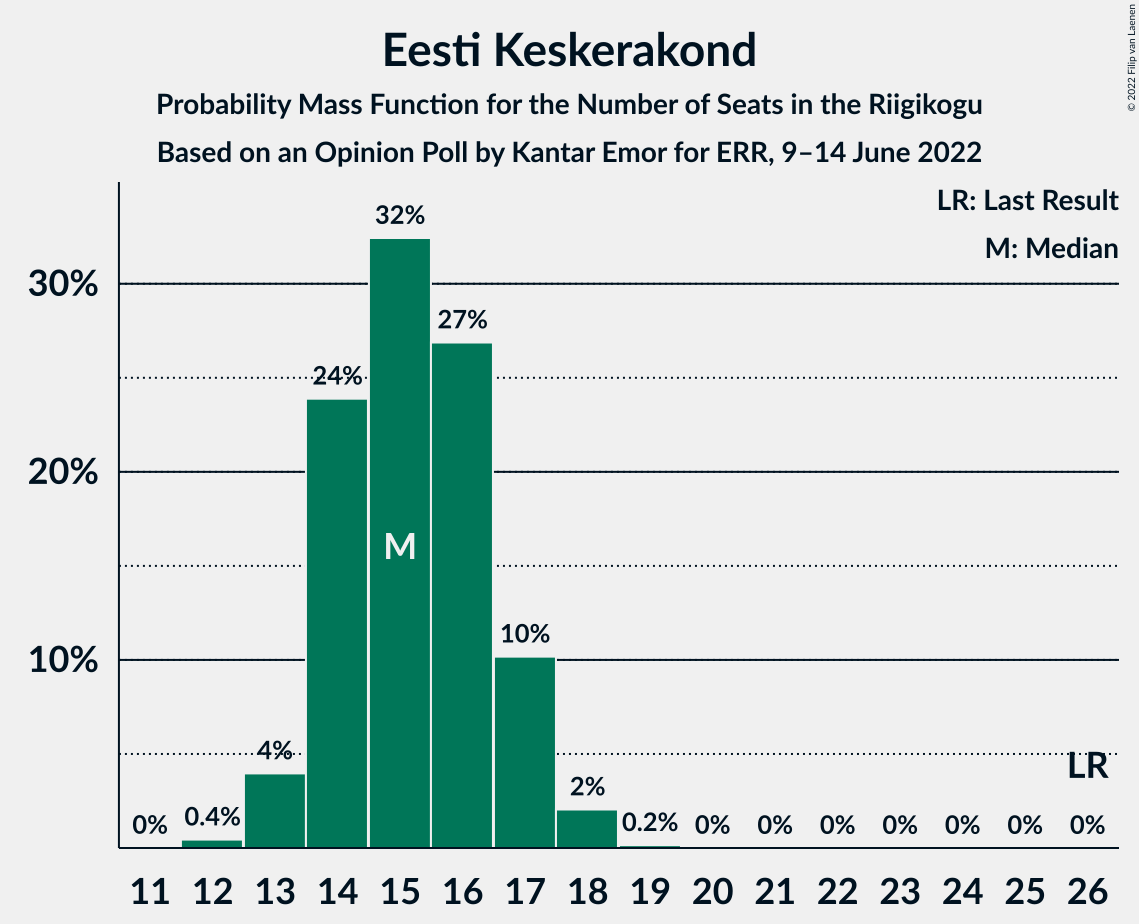 Eesti Keskerakond
Probability Mass Function for the Number of Seats in the Riigikogu
Based on an Opinion Poll by Kantar Emor for ERR, 9–14 June 2022
© 2022 Filip van Laenen
LR: Last Result
M: Median
32%
30%
27%
24%
20%
M
10%
10%
4%
LR
2%
0%
0.4%
0.2%
0%
0%
0%
0%
0%
0%
0%
11 12 13 14 15 16 17 18 19 20 21 22 23 24 25 26